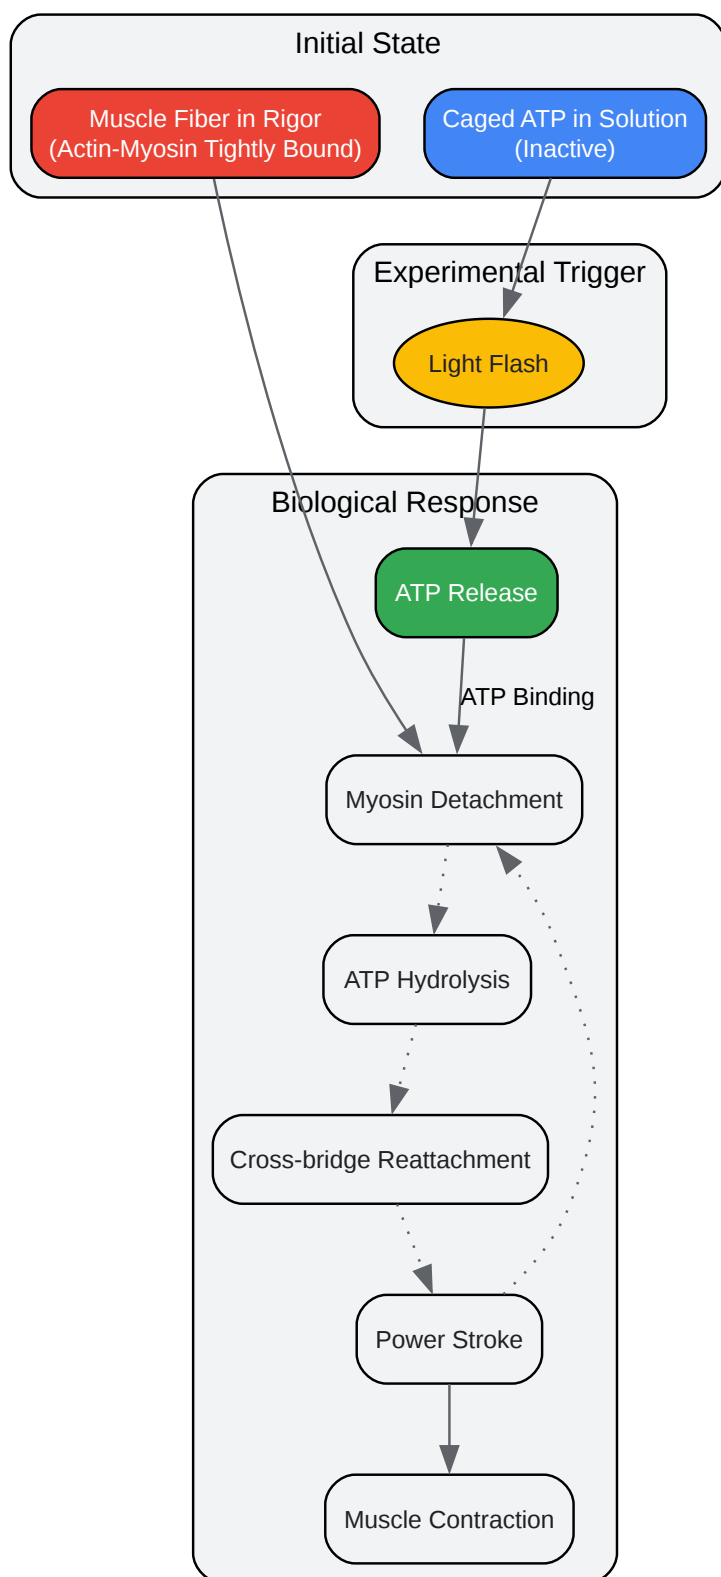 Initial State
Muscle Fiber in Rigor
(Actin-Myosin Tightly Bound)
Caged ATP in Solution
(Inactive)
Experimental Trigger
Light Flash
Biological Response
ATP Release
ATP Binding
Myosin Detachment
ATP Hydrolysis
Cross-bridge Reattachment
Power Stroke
Muscle Contraction